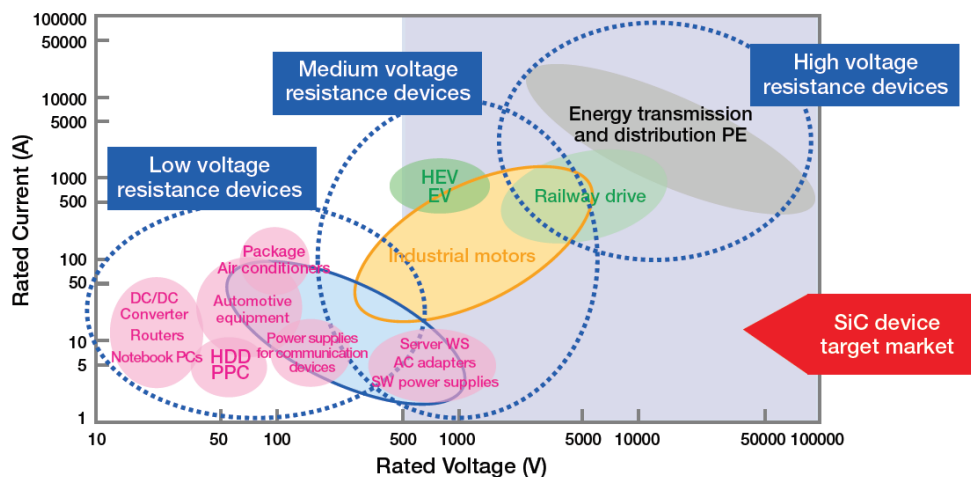 100000
50000
10000
5000
1000
500
100
50
10
5
1
Rated Current (A)
Medium voltage
resistance devices
High voltage
resistance devices
Low voltage
resistance devices
Energy transmission
and distribution PE
HEV
EV
Railway drive
Industrial motors
Package
Air conditioners
DC/DC
Converter
Routers
Notebook PCs
Automotive
equipment
HDD
PPC
Power supplies
for communication
devices
Server WS
AC adapters
SW power supplies
SiC device
target market
10
50
100
500
1000
5000
10000
50000
100000
Rated Voltage (V)